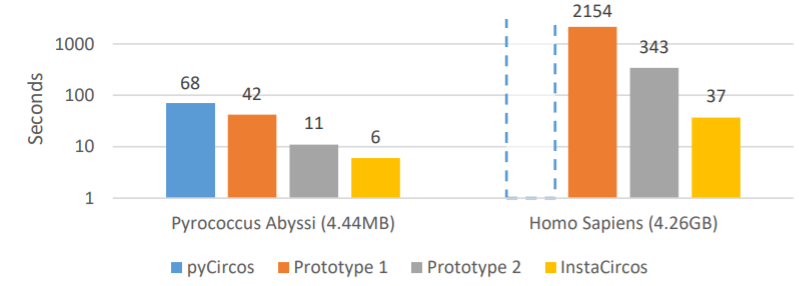 2154
1000
343
Seconds
68
42
37
100
11
6
10
1
Pyrococcus Abyssi (4.44MB)
Homo Sapiens (4.26GB)
pyCircos Prototype 1 Prototype 2 InstaCircos